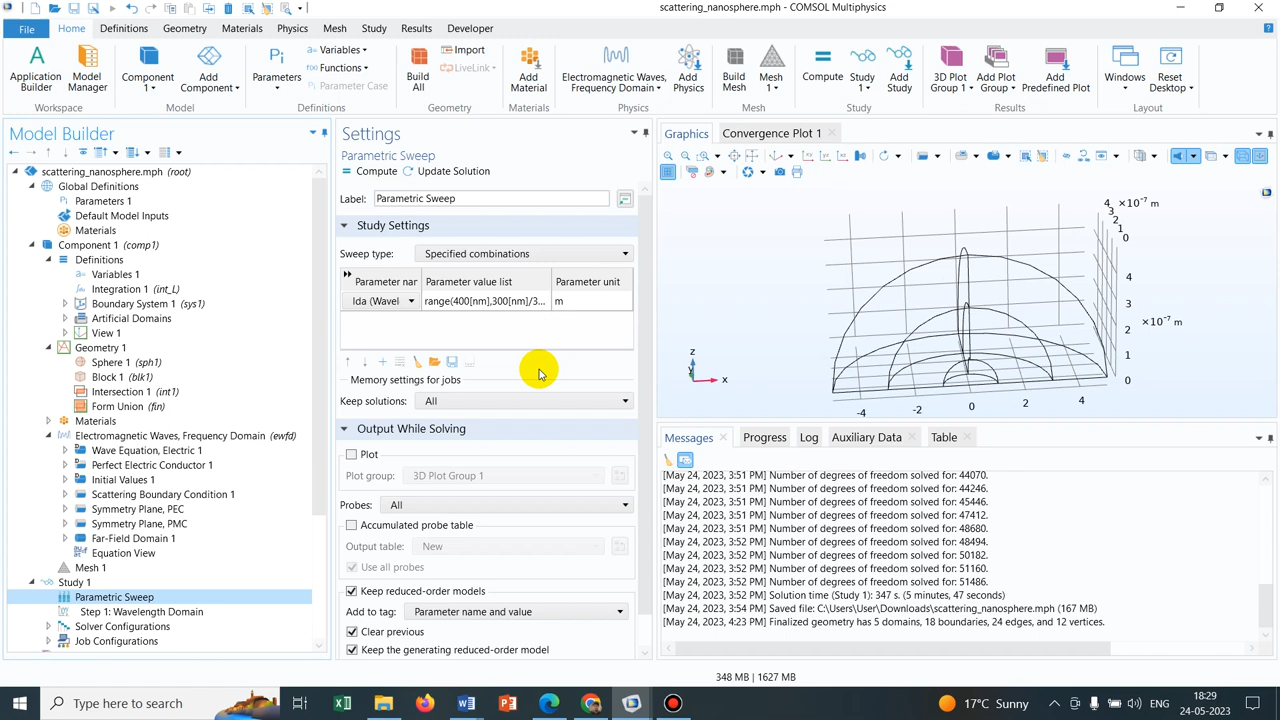 scattering_nanosphere.mph - COMSOL Multiphysics
File
Home
Definitions
Geometry
Materials
Physics
Mesh
Study
Results
Developer
Application Builder
Model Manager
Workspace
Component 1
Add Component
Model
Parameters
Variables
Functions
Parameter Case
Definitions
Build All
Import
LiveLink
Geometry
Add Material
Materials
Electromagnetic Waves, Frequency Domain
Add Physics
Physics
Build Mesh
Mesh 1
Mesh
Compute
Study 1
Add Study
Study
3D Plot Group 1
Add Plot Group
Add Predefined Plot
Results
Windows
Reset Desktop
Layout
Model Builder
scattering_nanosphere.mph (root)
Global Definitions
Parameters 1
Default Model Inputs
Materials
Component 1 (comp1)
Definitions
Variables 1
Integration 1 (int_L)
Boundary System 1 (sys1)
Artificial Domains
View 1
Geometry 1
Sphere 1 (sph1)
Block 1 (blk1)
Intersection 1 (int1)
Form Union (fin)
Materials
Electromagnetic Waves, Frequency Domain (ewfd)
Wave Equation, Electric 1
Perfect Electric Conductor 1
Initial Values 1
Scattering Boundary Condition 1
Symmetry Plane, PEC
Symmetry Plane, PMC
Far-Field Domain 1
Equation View
Mesh 1
Study 1
Parametric Sweep
Step 1: Wavelength Domain
Solver Configurations
Job Configurations
Settings
Parametric Sweep
Compute
Update Solution
Label:
Parametric Sweep
Study Settings
Sweep type:
Specified combinations
Parameter nar
Parameter value list
Parameter unit
lda (Wavel
range(400[nm],300[nm]/3...
m
Memory settings for jobs
Keep solutions:
All
Output While Solving
Plot
Plot group:
3D Plot Group 1
Probes:
All
Accumulated probe table
Output table:
New
Use all probes
Keep reduced-order models
Add to tag:
Parameter name and value
Clear previous
Keep the generating reduced-order model
Graphics
Convergence Plot 1
4 ×10⁻⁷ m
3
2
1
0
4
3
2
×10⁻⁷ m
1
0
-4
-2
0
2
4
z
y
x
Messages
Progress
Log
Auxiliary Data
Table
[May 24, 2023, 3:51 PM] Number of degrees of freedom solved for: 44070.
[May 24, 2023, 3:51 PM] Number of degrees of freedom solved for: 44246.
[May 24, 2023, 3:51 PM] Number of degrees of freedom solved for: 45446.
[May 24, 2023, 3:51 PM] Number of degrees of freedom solved for: 47412.
[May 24, 2023, 3:51 PM] Number of degrees of freedom solved for: 48680.
[May 24, 2023, 3:52 PM] Number of degrees of freedom solved for: 48494.
[May 24, 2023, 3:52 PM] Number of degrees of freedom solved for: 50182.
[May 24, 2023, 3:52 PM] Number of degrees of freedom solved for: 51160.
[May 24, 2023, 3:52 PM] Number of degrees of freedom solved for: 51486.
[May 24, 2023, 3:52 PM] Solution time (Study 1): 347 s. (5 minutes, 47 seconds)
[May 24, 2023, 3:54 PM] Saved file: C:\Users\User\Downloads\scattering_nanosphere.mph (167 MB)
[May 24, 2023, 4:23 PM] Finalized geometry has 5 domains, 18 boundaries, 24 edges, and 12 vertices.
348 MB | 1627 MB
Type here to search
17°C Sunny
ENG
18:29
24-05-2023